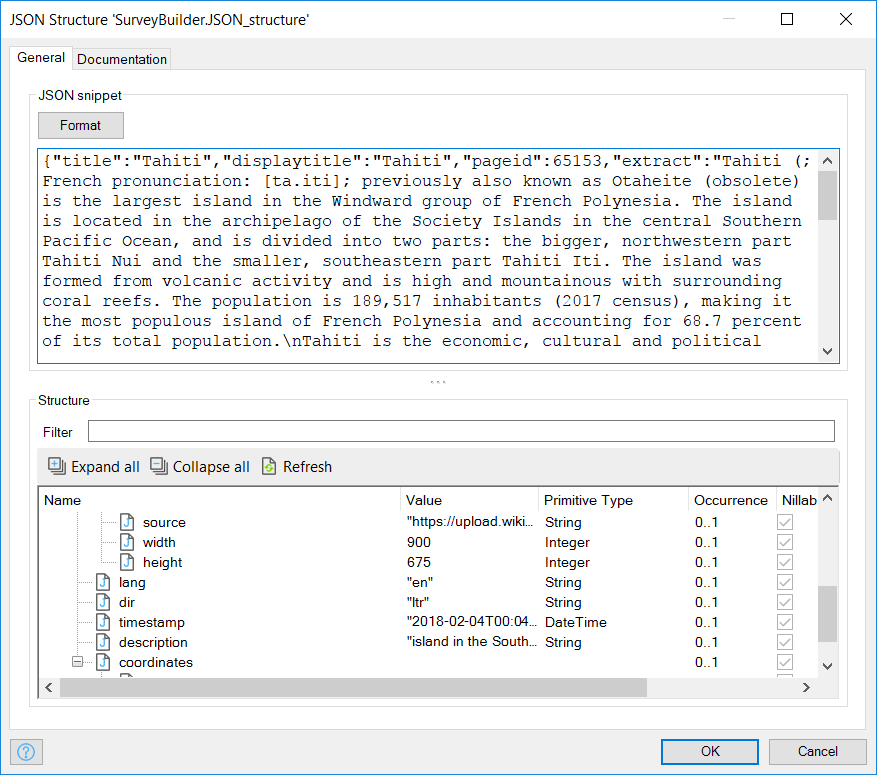 JSON Structure 'SurveyBuilder.JSON_structure'
General Documentation
JSON snippet
Format
{"title":"Tahiti","displaytitle":"Tahiti","pageid":65153,"extract":"Tahiti (;
French pronunciation: [ta.iti]; previously also known as Otaheite (obsolete)
is the largest island in the Windward group of French Polynesia. The island
is located in the archipelago of the Society Islands in the central Southern
Pacific Ocean, and is divided into two parts: the bigger, northwestern part
Tahiti Nui and the smaller, southeastern part Tahiti Iti. The island was
formed from volcanic activity and is high and mountainous with surrounding
coral reefs. The population is 189,517 inhabitants (2017 census), making it
the most populous island of French Polynesia and accounting for 68.7 percent
of its total population.\nTahiti is the economic, cultural and political
Structure
Filter
Expand all Collapse all Refresh
Name Value Primitive Type Occurrence Nillab
source "https://upload.wiki... String 0..1
width 900 Integer 0..1
height 675 Integer 0..1
lang "en" String 0..1
dir "ltr" String 0..1
timestamp "2018-02-04T00:04... DateTime 0..1
description "island in the South... String 0..1
coordinates 0..1
? OK Cancel